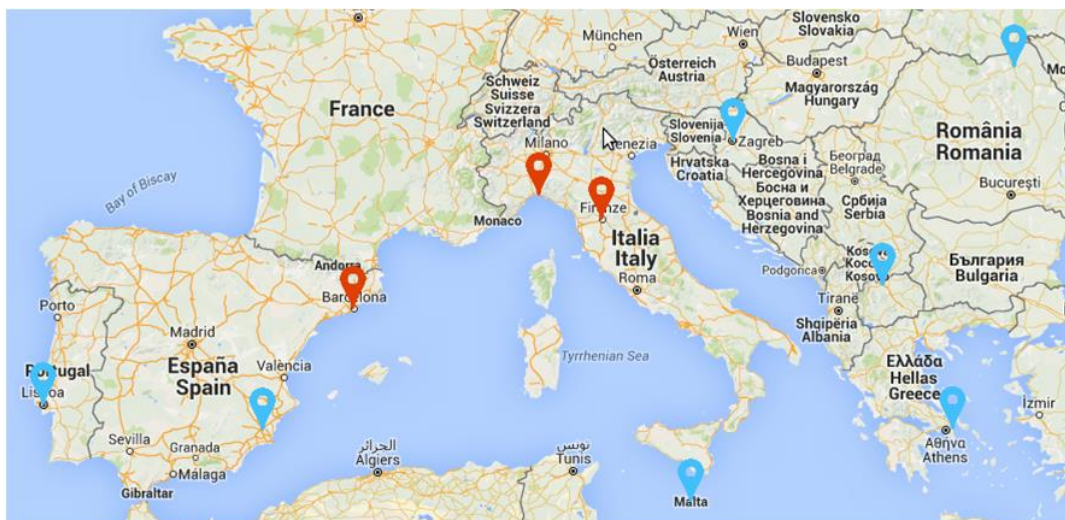 Slovensko
Slovakia
Wien
München
Österreich
Austria
Budapest
Magyarország
Hungary
Schweiz
Suisse
Svizzera
Switzerland
France
Slovenija
Slovenia
Zagreb
România
Romania
Milano
Venezia
Hrvatska
Croatia
Bosna i
Hercegovina
Босна и
Херцеговина
Bosnia and
Herzegovina
Београд
Belgrade
Србија
Serbia
București
Bay of Biscay
Monaco
Italia
Italy
Roma
Podgorica
Kosovo
България
Bulgaria
Andorra
Barcelona
Porto
Madrid
España
Spain
València
Tyrrhenian Sea
Tiranë
Shqipëria
Albania
Ελλάδα
Hellas
Greece
İzmir
Αθήνα
Athens
Portugal
Sevilla
Granada
Málaga
Gibraltar
الجزائر
Algiers
تونس
Tunis
Malta